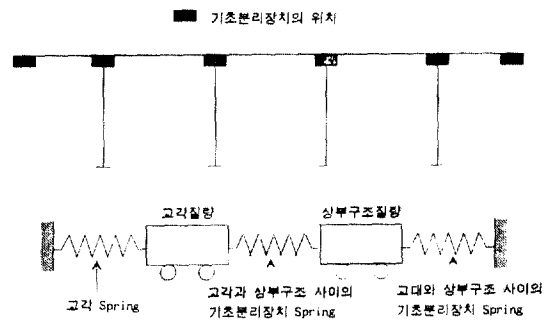 기초분리장치의 위치
교각질량
상부구조질량
교각 Spring
교각과 상부구조 사이의
기초분리장치 Spring
교대와 상부구조 사이의
기초분리장치 Spring